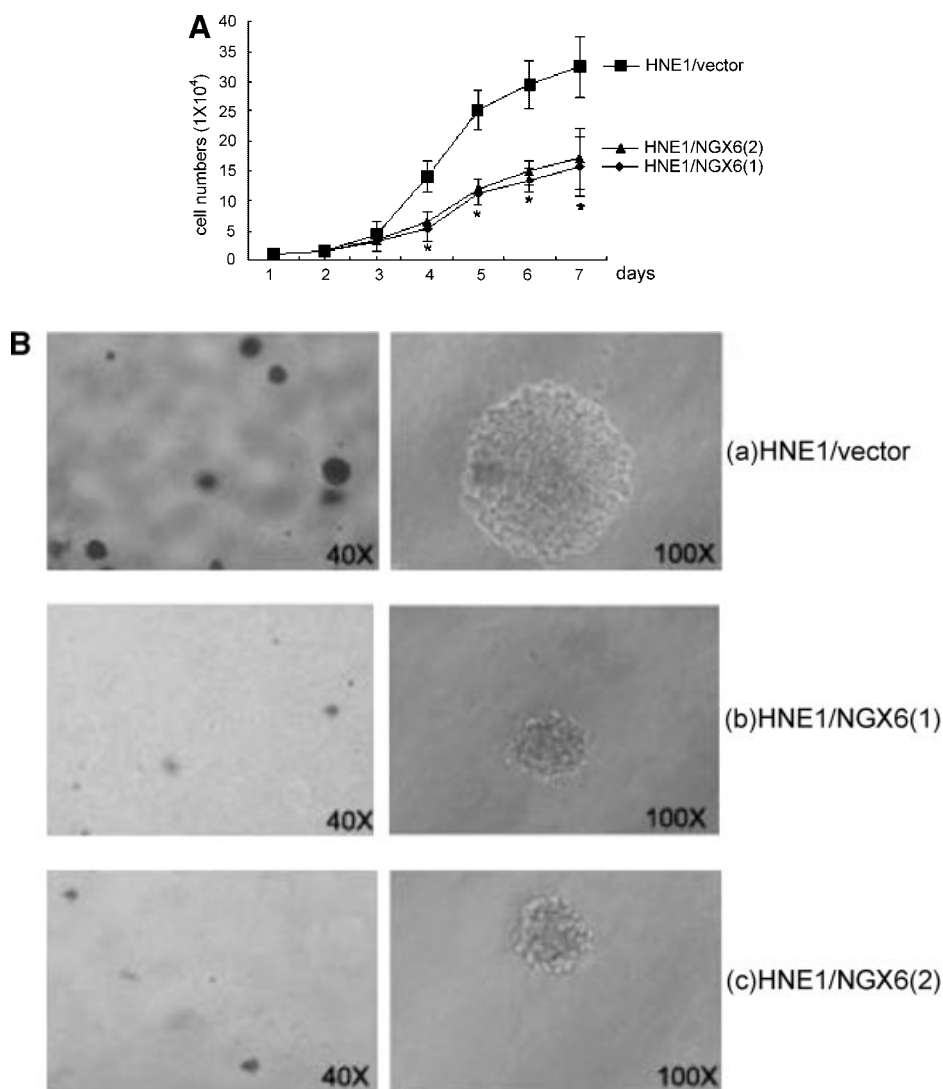 A
cell numbers (1X10⁴)
40
35
30
25
20
15
10
5
0
1 2 3 4 5 6 7 days
HNE1/vector
HNE1/NGX6(2)
HNE1/NGX6(1)
* * * *
B
40X 100X (a)HNE1/vector
40X 100X (b)HNE1/NGX6(1)
40X 100X (c)HNE1/NGX6(2)